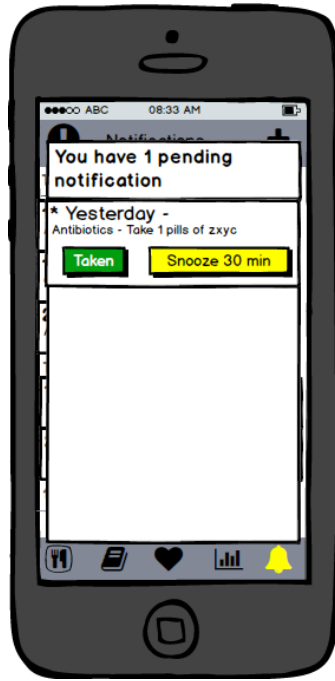 ABC 08:33 AM
Notifications +
You have 1 pending
notification
* Yesterday -
Antibiotics - Take 1 pills of zxyc
Taken Snooze 30 min